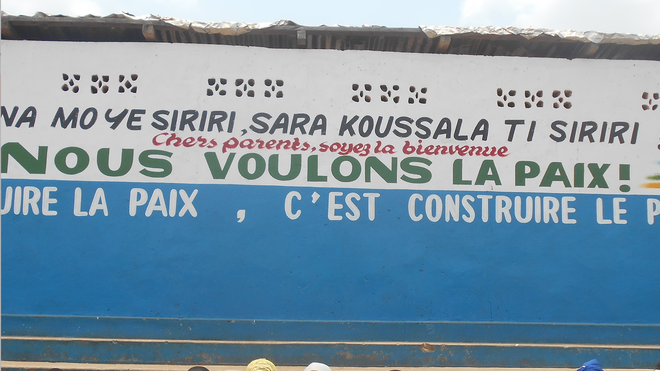 NA MO YE SIRIRI, SARA KOUSSALA TI SIRIRI
Chers parents, soyez la bienvenue
NOUS VOULONS LA PAIX !
UIRE LA PAIX , C'EST CONSTRUIRE LE P